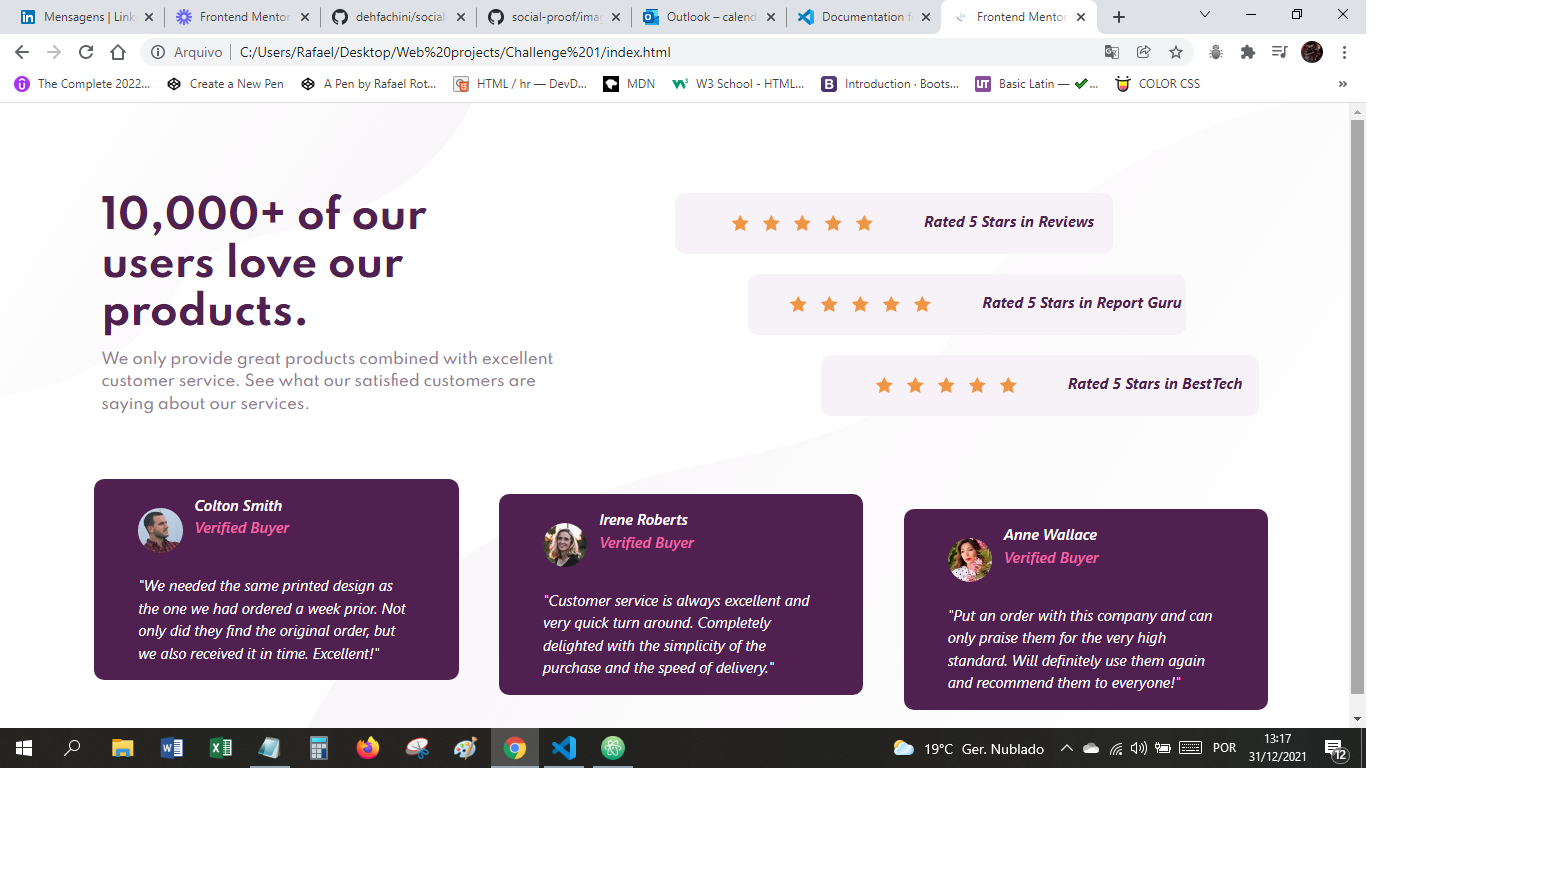 Mensagens | Link
Frontend Mentor
dehfachini/social
social-proof/ima
Outlook – calend
Documentation f
Frontend Mentor
Arquivo
C:/Users/Rafael/Desktop/Web%20projects/Challenge%201/index.html
The Complete 2022...
Create a New Pen
A Pen by Rafael Rot...
HTML / hr — DevD...
MDN
W3 School - HTML...
Introduction · Boots...
Basic Latin — ✔...
COLOR CSS
»
10,000+ of our
users love our
products.
We only provide great products combined with excellent
customer service. See what our satisfied customers are
saying about our services.
Rated 5 Stars in Reviews
Rated 5 Stars in Report Guru
Rated 5 Stars in BestTech
Colton Smith
Verified Buyer
"We needed the same printed design as
the one we had ordered a week prior. Not
only did they find the original order, but
we also received it in time. Excellent!"
Irene Roberts
Verified Buyer
"Customer service is always excellent and
very quick turn around. Completely
delighted with the simplicity of the
purchase and the speed of delivery."
Anne Wallace
Verified Buyer
"Put an order with this company and can
only praise them for the very high
standard. Will definitely use them again
and recommend them to everyone!"
19°C Ger. Nublado
POR
13:17
31/12/2021
12